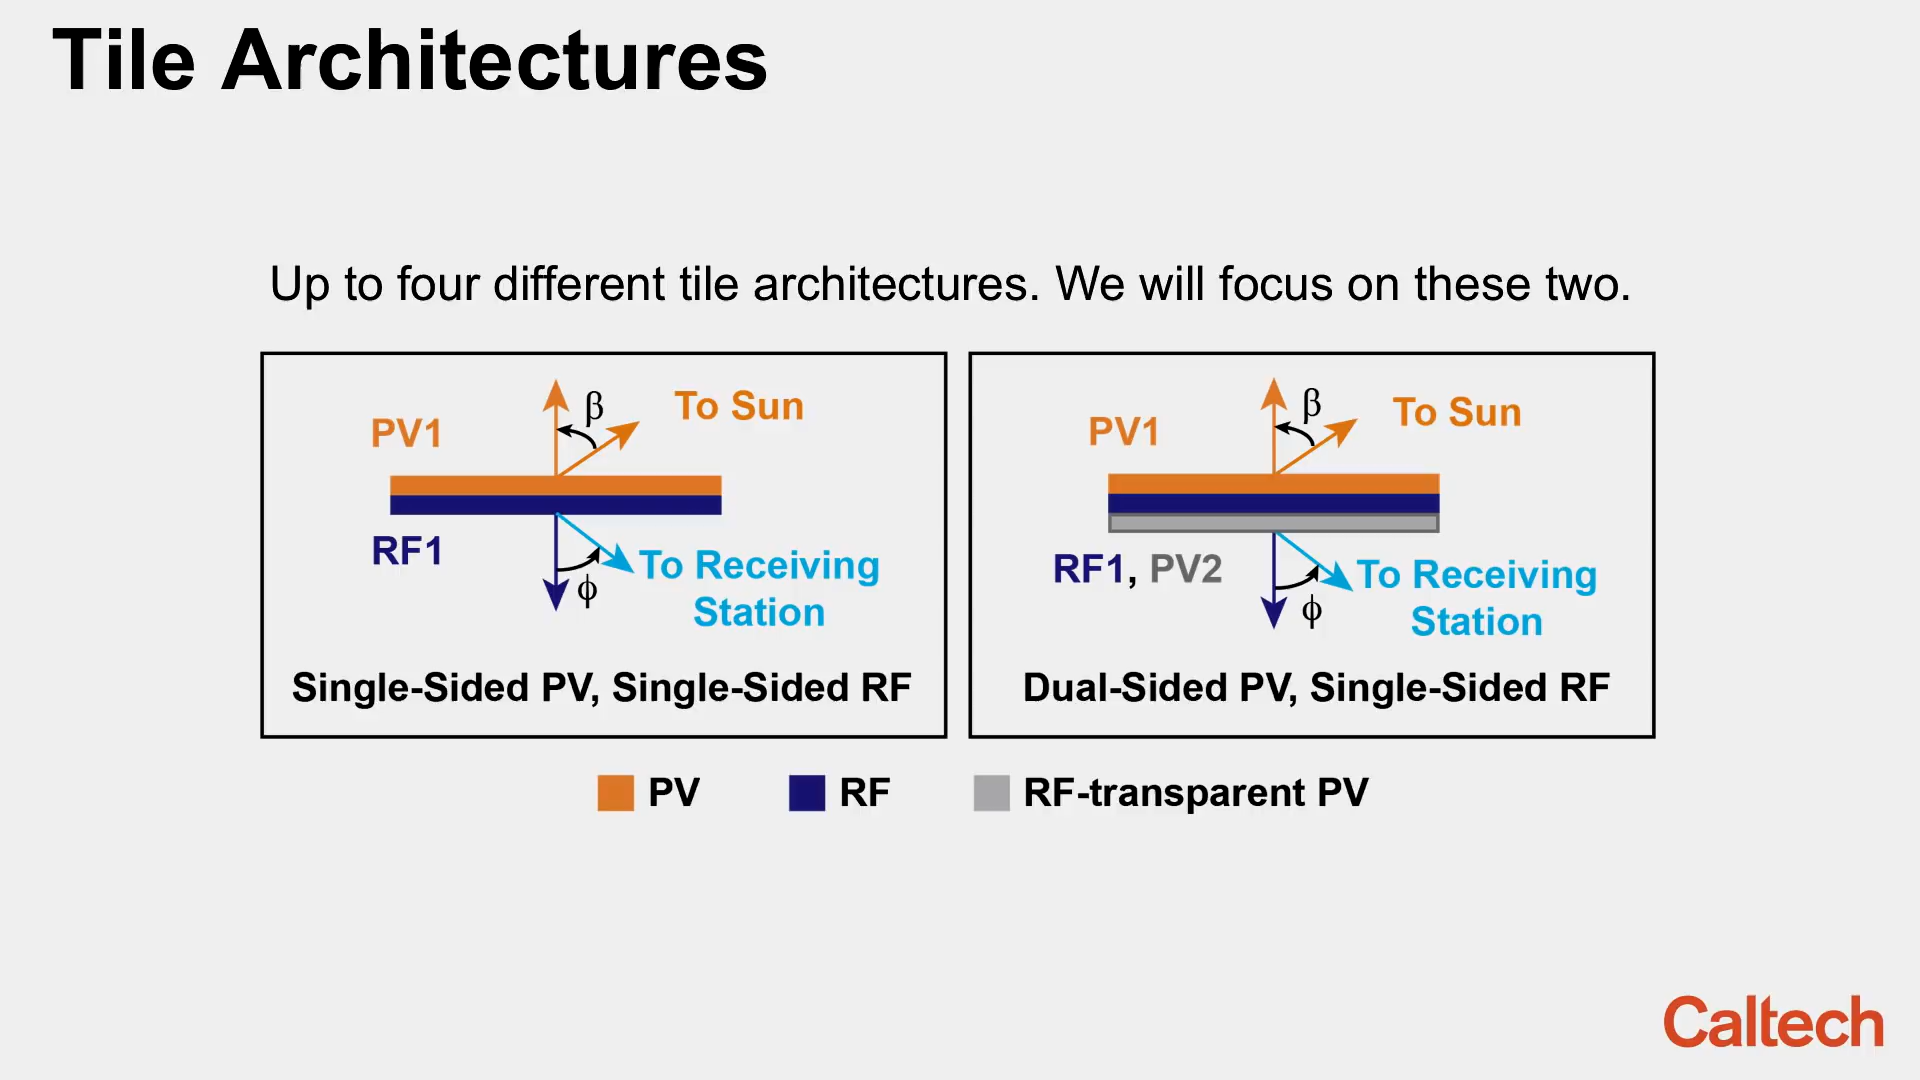 Tile Architectures
Up to four different tile architectures. We will focus on these two.
β
To Sun
PV1
RF1
To Receiving
Station
ϕ
Single-Sided PV, Single-Sided RF
β
To Sun
PV1
RF1, PV2
To Receiving
Station
ϕ
Dual-Sided PV, Single-Sided RF
PV
RF
RF-transparent PV
Caltech